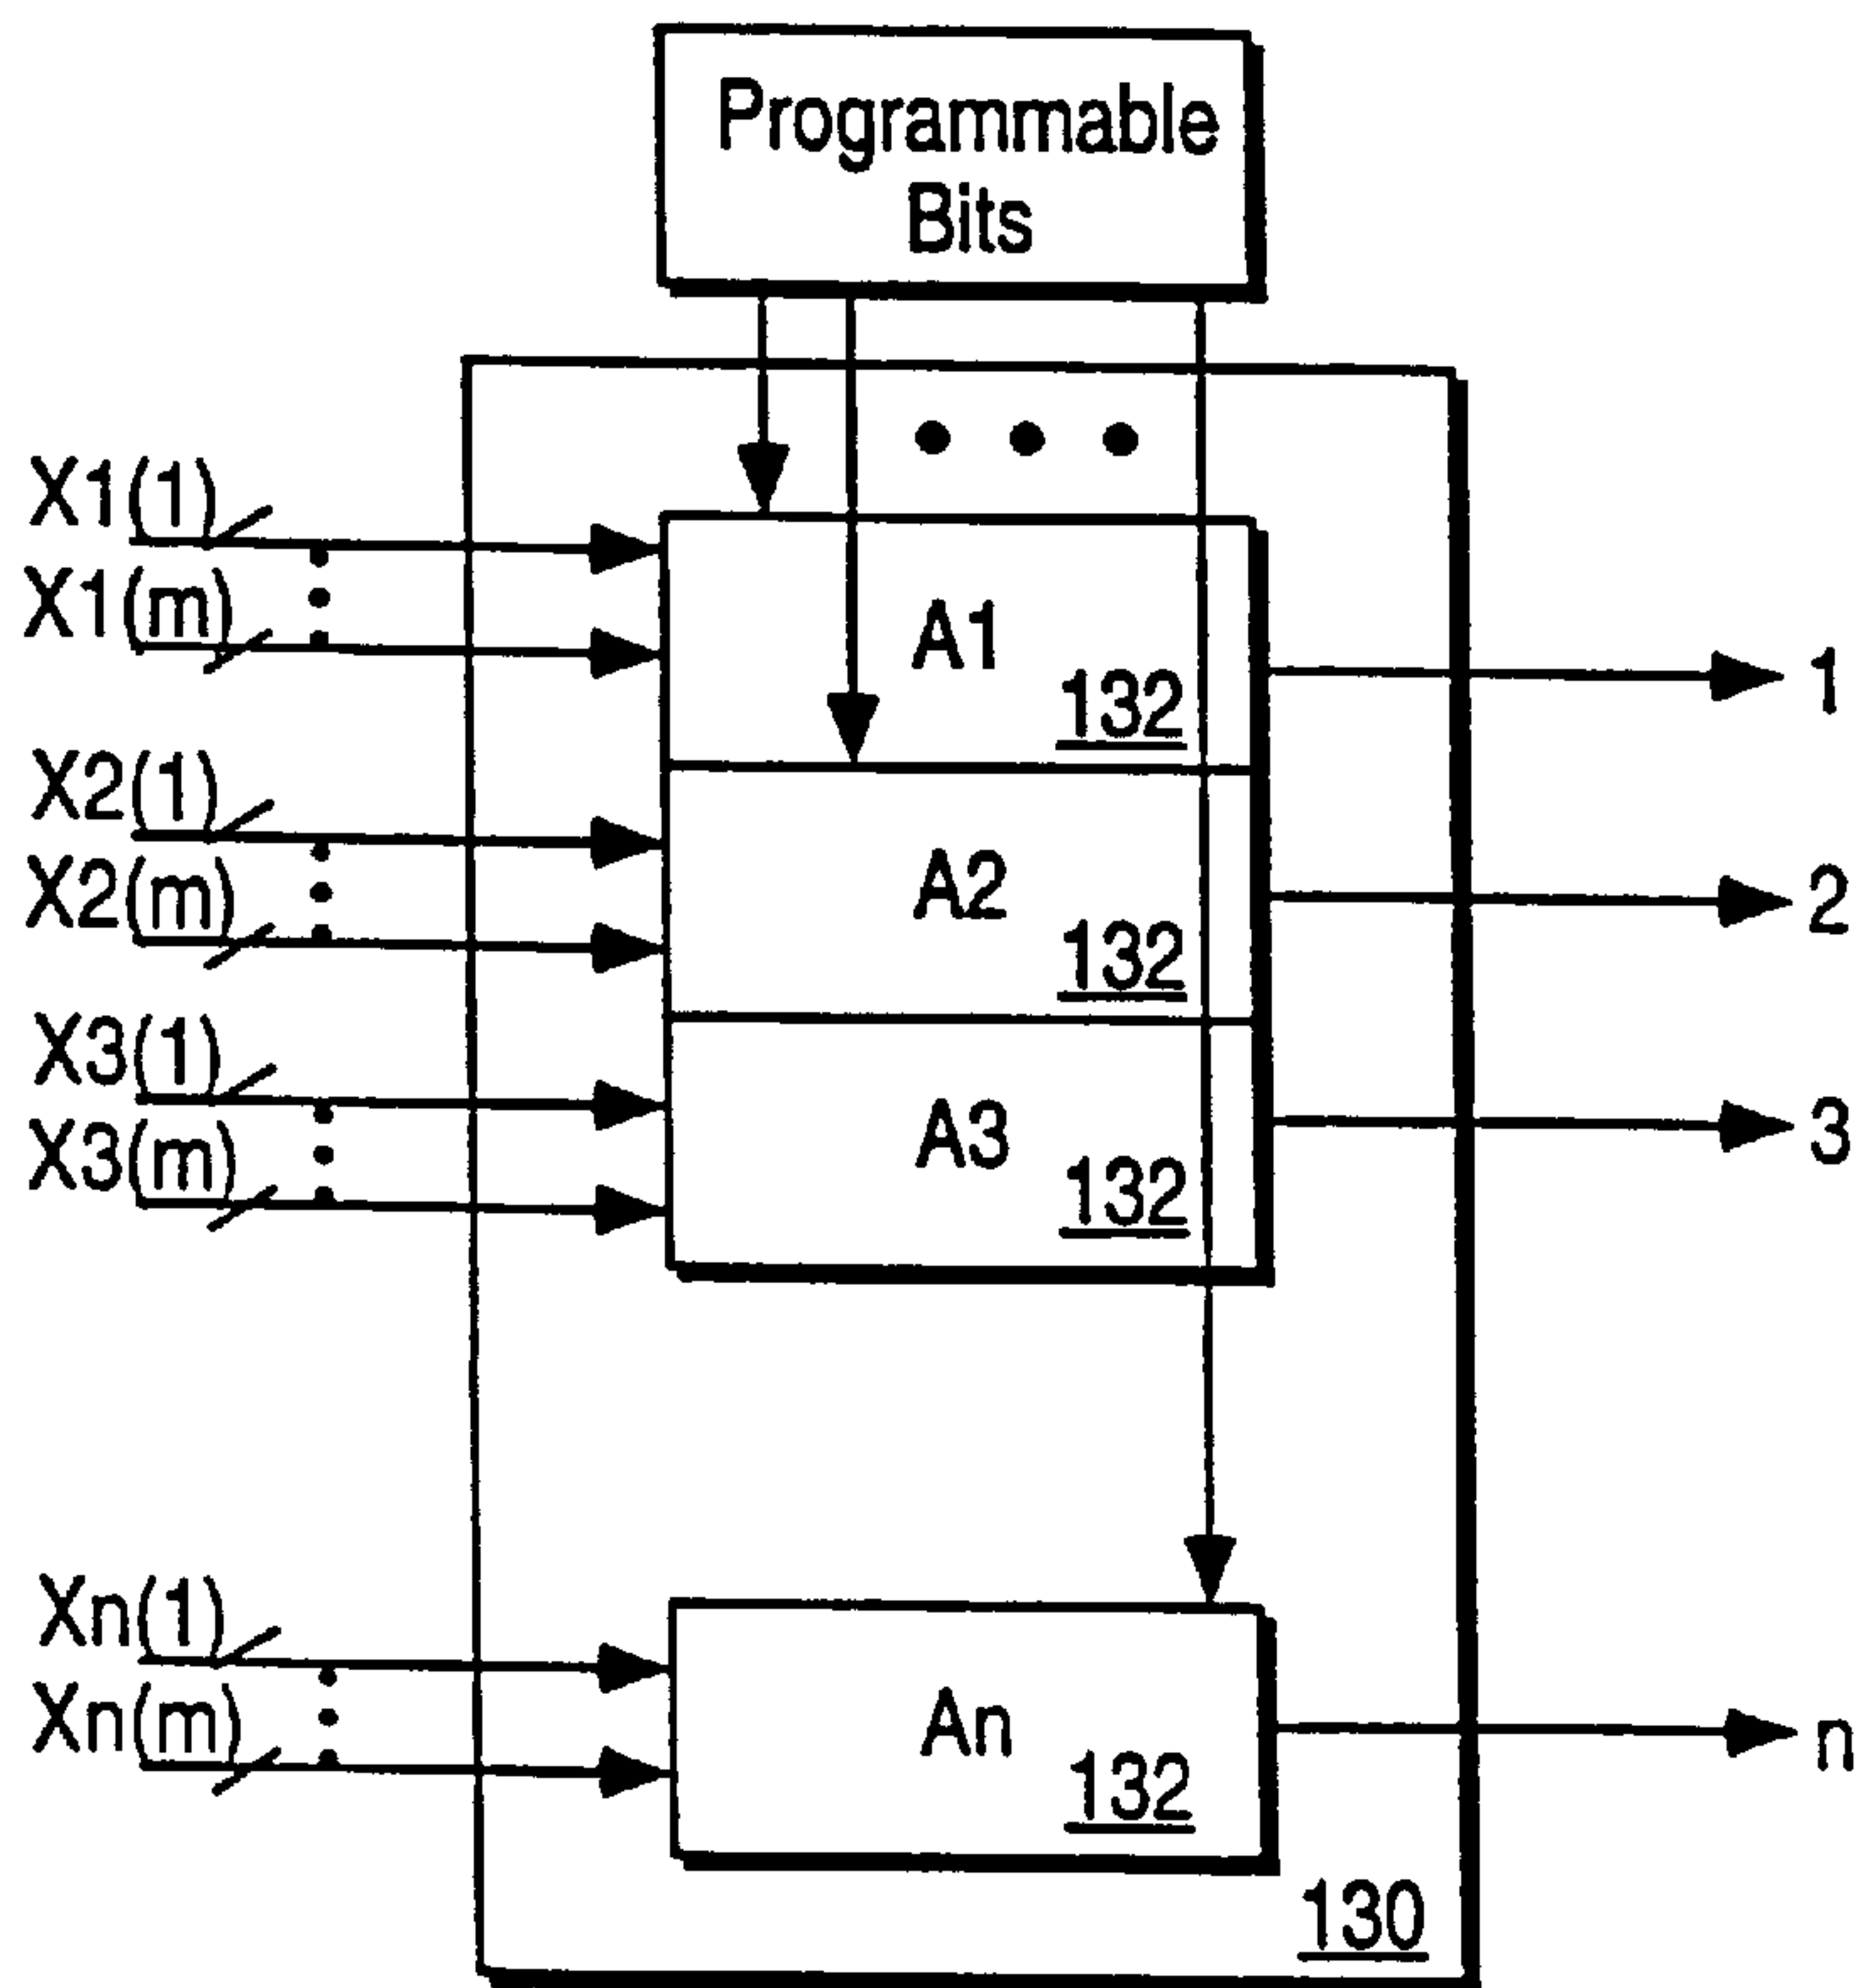 Programmable
Bits
X1(1)
X1(m)
A1
132
1
X2(1)
X2(m)
A2
132
2
X3(1)
X3(m)
A3
132
3
Xn(1)
Xn(m)
An
132
n
130